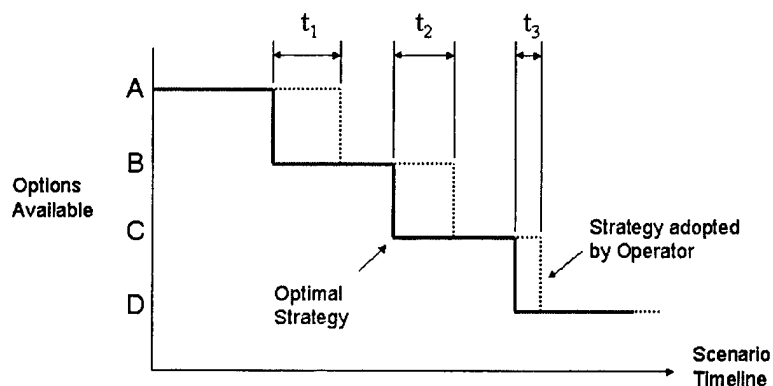 t1
t2
t3
A
B
Options
Available
C
Strategy adopted
by Operator
Optimal
Strategy
D
Scenario
Timeline